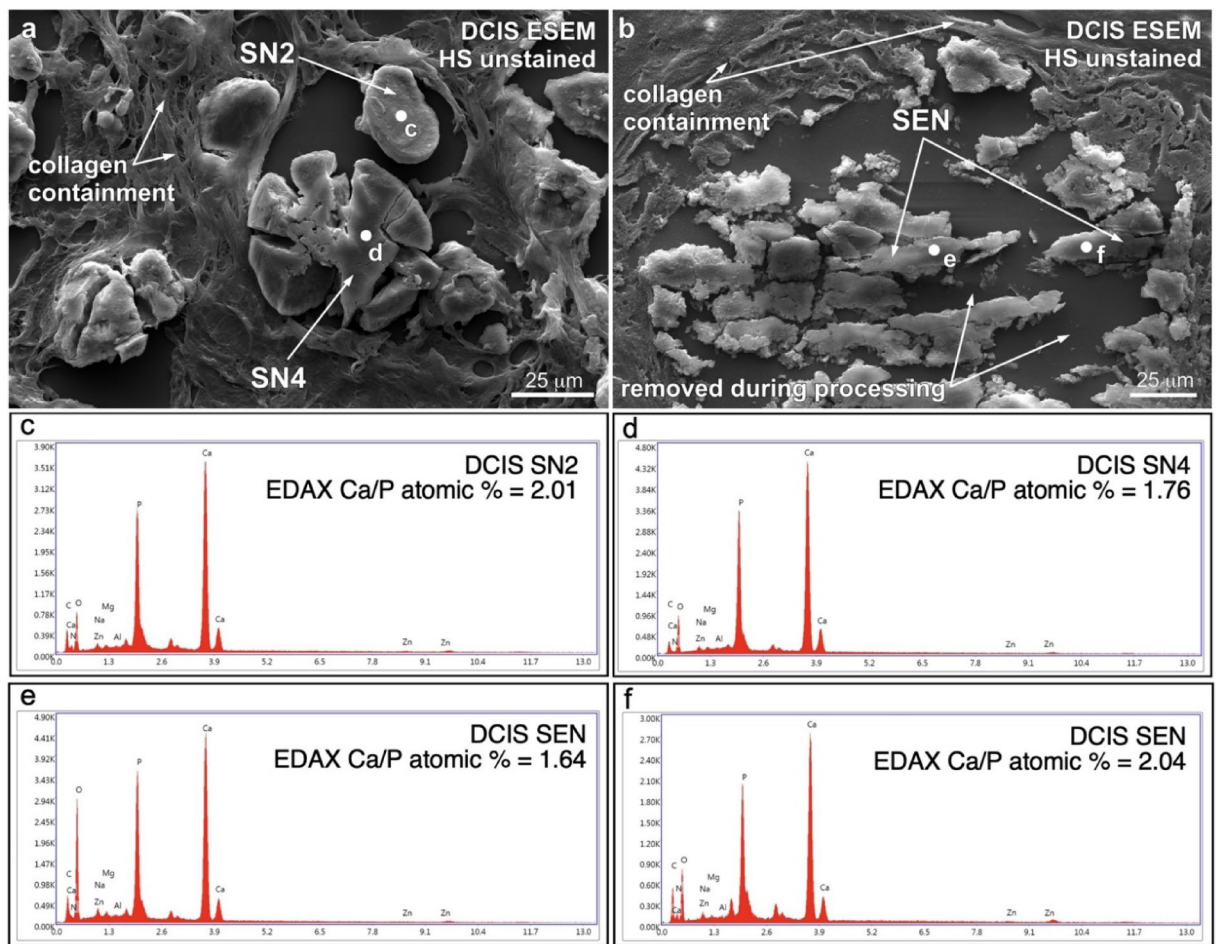 a
DCIS ESEM
HS unstained
SN2
c
collagen
containment
d
SN4
25 μm
b
DCIS ESEM
HS unstained
collagen
containment
SEN
e
f
removed during processing
25 μm
c
DCIS SN2
EDAX Ca/P atomic % = 2.01
3.90K
3.51K
3.12K
2.73K
2.34K
1.95K
1.56K
1.17K
0.78K
0.39K
0.00K
C
O
Ca
N
Mg
Na
Zn
Al
P
Ca
Ca
Zn
Zn
0.0 1.3 2.6 3.9 5.2 6.5 7.8 9.1 10.4 11.7 13.0
d
DCIS SN4
EDAX Ca/P atomic % = 1.76
4.80K
4.32K
3.84K
3.36K
2.88K
2.40K
1.92K
1.44K
0.96K
0.48K
0.00K
C
O
Ca
N
Mg
Na
Zn
Al
P
Ca
Ca
Zn
Zn
0.0 1.3 2.6 3.9 5.2 6.5 7.8 9.1 10.4 11.7 13.0
e
DCIS SEN
EDAX Ca/P atomic % = 1.64
4.90K
4.41K
3.92K
3.43K
2.94K
2.45K
1.96K
1.47K
0.98K
0.49K
0.00K
O
C
Ca
N
Mg
Na
Zn
Al
P
Ca
Ca
Zn
Zn
0.0 1.3 2.6 3.9 5.2 6.5 7.8 9.1 10.4 11.7 13.0
f
DCIS SEN
EDAX Ca/P atomic % = 2.04
3.00K
2.70K
2.40K
2.10K
1.80K
1.50K
1.20K
0.90K
0.60K
0.30K
0.00K
C
O
N
Ca
Mg
Na
Zn
Al
P
Ca
Ca
Zn
Zn
0.0 1.3 2.6 3.9 5.2 6.5 7.8 9.1 10.4 11.7 13.0